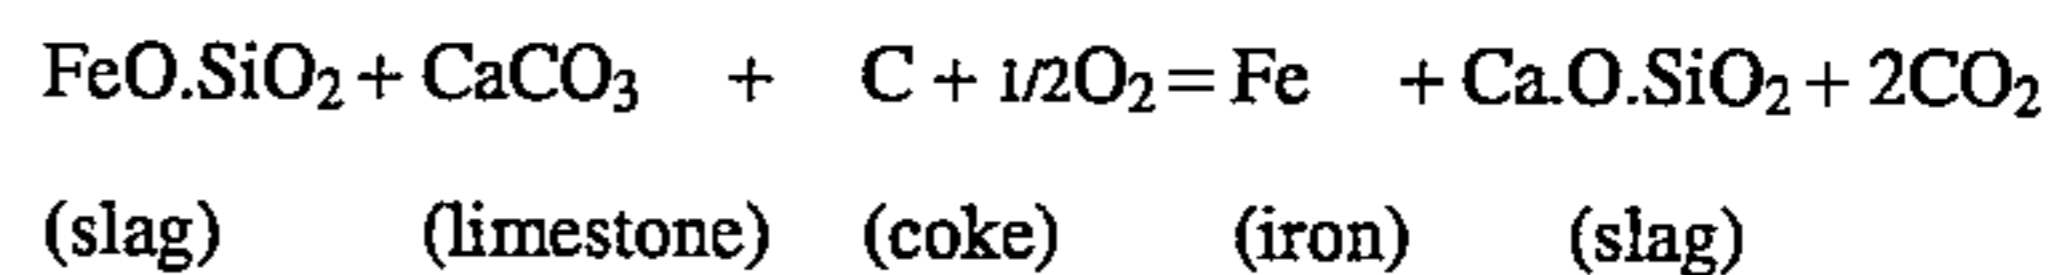 FeO.SiO₂ + CaCO₃ + C + 1/2O₂ = Fe + Ca.O.SiO₂ + 2CO₂
(slag) (limestone) (coke) (iron) (slag)